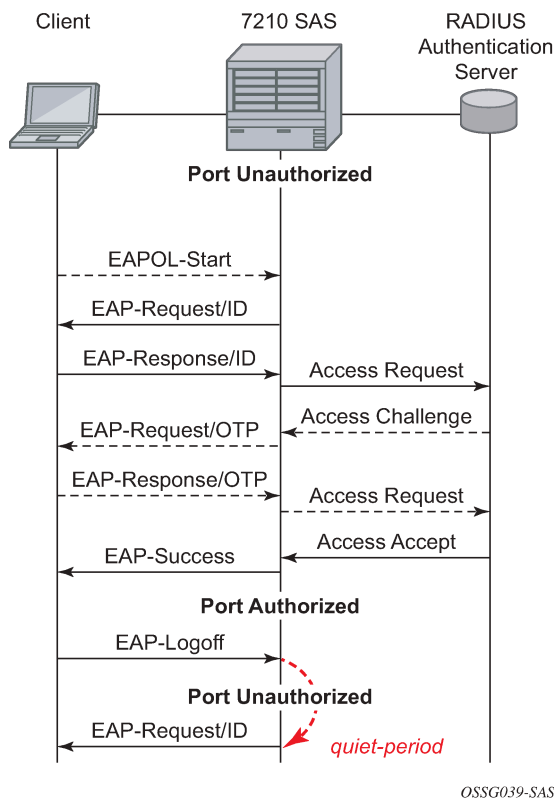 Client
7210 SAS
RADIUS
Authentication
Server
Port Unauthorized
EAPOL-Start
EAP-Request/ID
EAP-Response/ID
Access Request
Access Challenge
EAP-Request/OTP
EAP-Response/OTP
Access Request
Access Accept
EAP-Success
Port Authorized
EAP-Logoff
Port Unauthorized
EAP-Request/ID
quiet-period
OSSG039-SAS